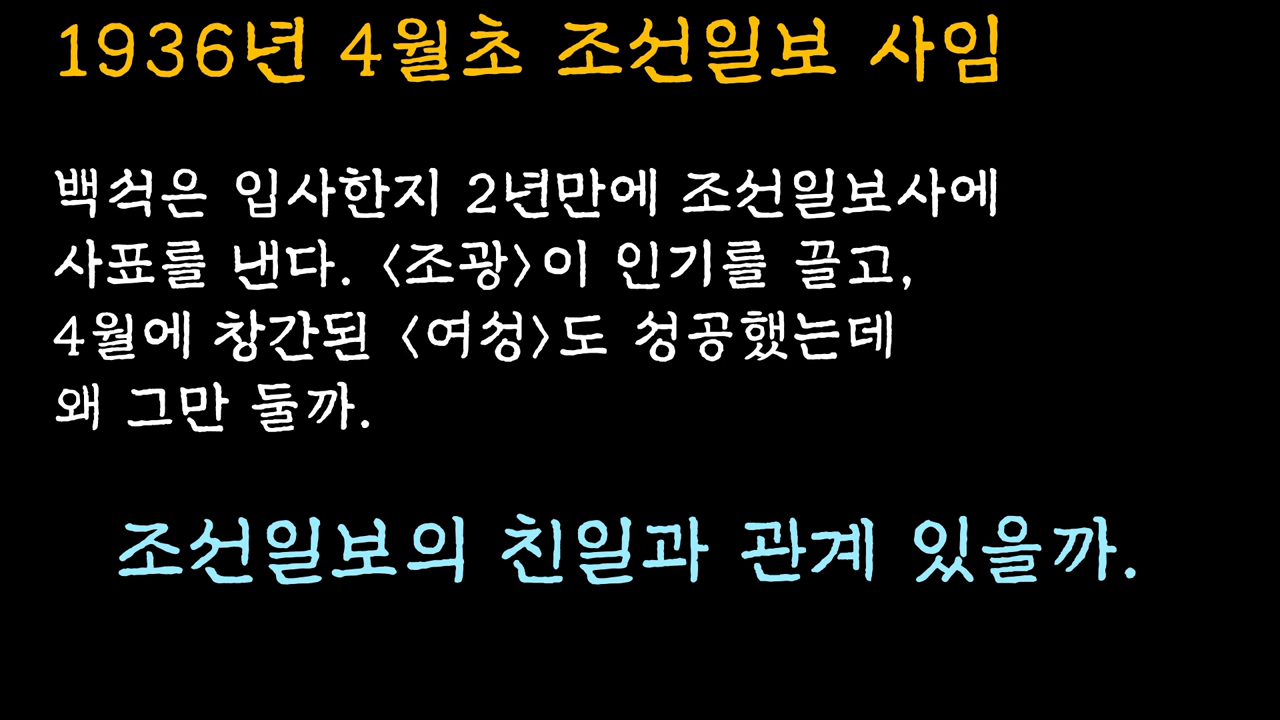 1936년 4월초 조선일보 사임
백석은 입사한지 2년만에 조선일보사에
사표를 낸다. <조광>이 인기를 끌고,
4월에 창간된 <여성>도 성공했는데
왜 그만 둘까.
조선일보의 친일과 관계 있을까.